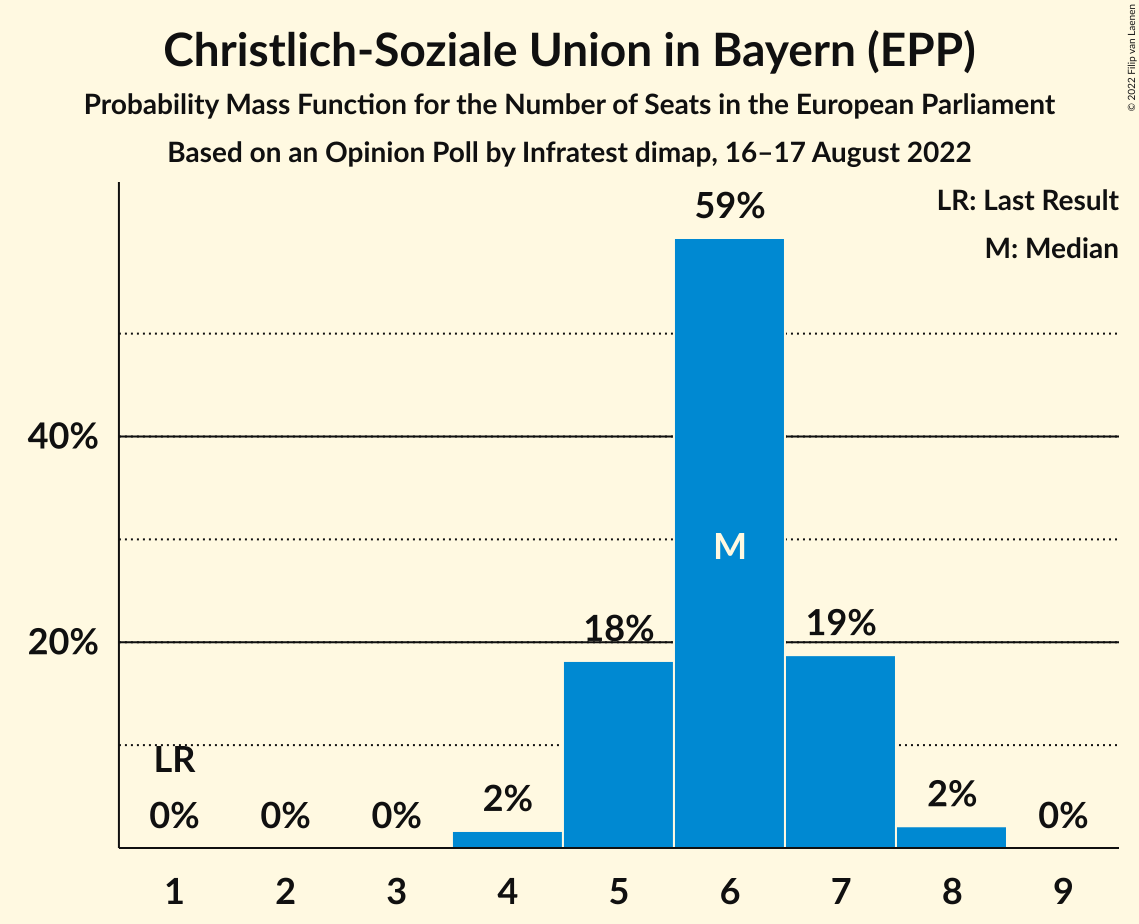 Christlich-Soziale Union in Bayern (EPP)
Probability Mass Function for the Number of Seats in the European Parliament
Based on an Opinion Poll by Infratest dimap, 16–17 August 2022
© 2022 Filip van Laenen
LR: Last Result
M: Median
59%
40%
M
20%
18%
19%
LR
0%
0%
0%
2%
2%
0%
1 2 3 4 5 6 7 8 9